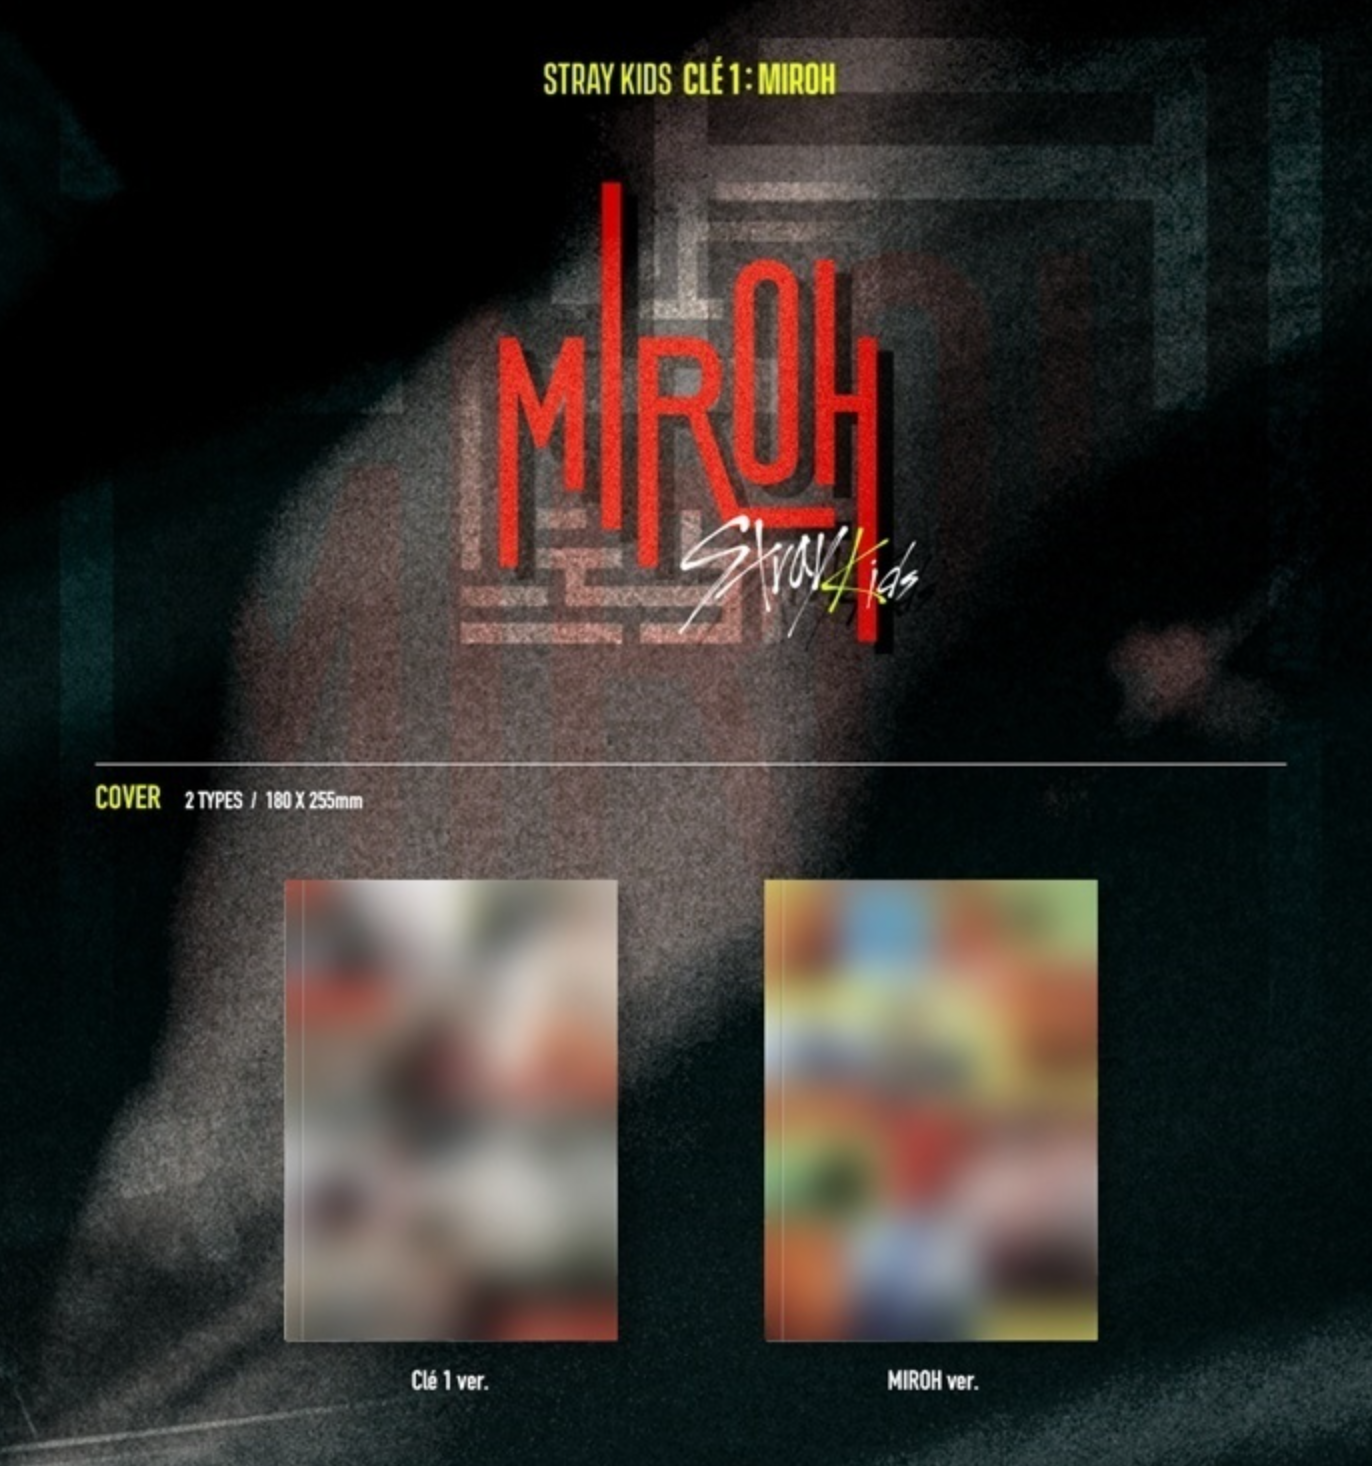 STRAY KIDS CLÉ 1 : MIROH
MIROH
Stray Kids
COVER 2 TYPES / 180 X 255mm
Clé 1 ver.
MIROH ver.